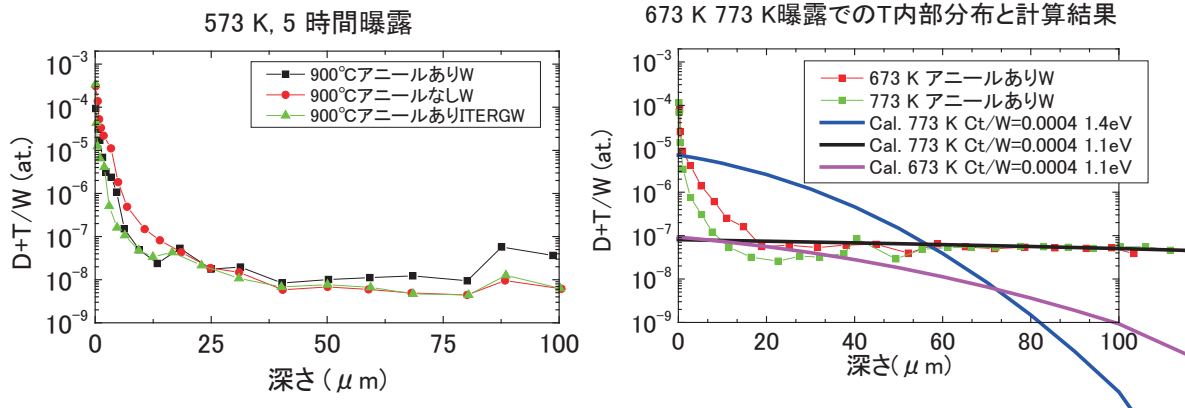 573 K, 5 時間曝露
10⁻³
10⁻⁴
10⁻⁵
10⁻⁶
10⁻⁷
10⁻⁸
10⁻⁹
D+T/W (at.)
900℃アニールありW
900℃アニールなしW
900℃アニールありITERGW
0 25 50 75 100
深さ(μm)
673 K 773 K曝露でのT内部分布と計算結果
10⁻³
10⁻⁴
10⁻⁵
10⁻⁶
10⁻⁷
10⁻⁸
10⁻⁹
D+T/W (at.)
673 K アニールありW
773 K アニールありW
Cal. 773 K Ct/W=0.0004 1.4eV
Cal. 773 K Ct/W=0.0004 1.1eV
Cal. 673 K Ct/W=0.0004 1.1eV
0 20 40 60 80 100
深さ(μm)